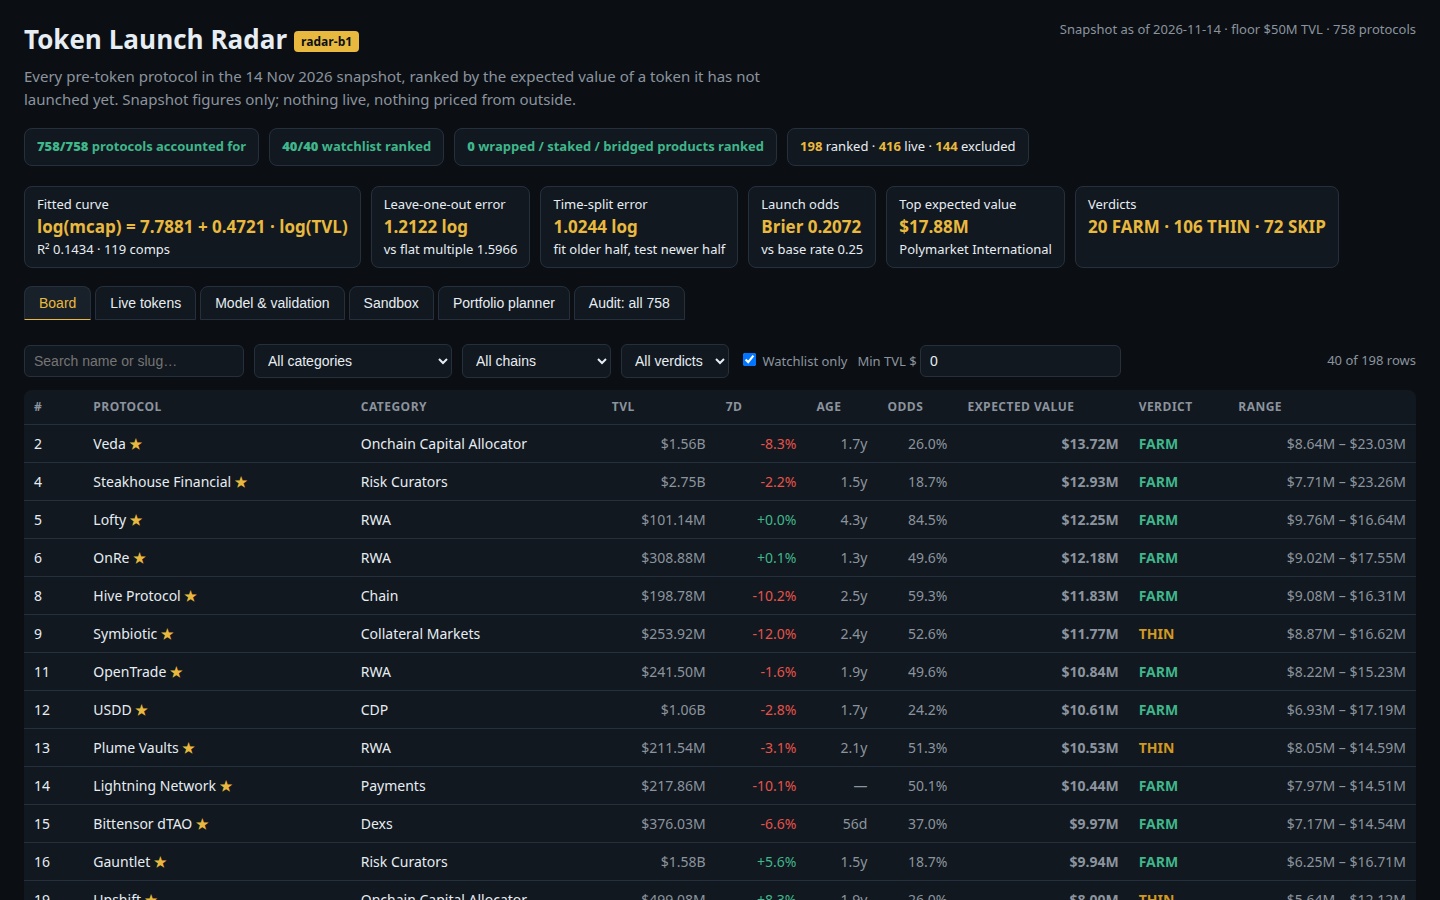 Token Launch Radar radar-b1
Snapshot as of 2026-11-14 · floor $50M TVL · 758 protocols
Every pre-token protocol in the 14 Nov 2026 snapshot, ranked by the expected value of a token it has not
launched yet. Snapshot figures only; nothing live, nothing priced from outside.
758/758 protocols accounted for 40/40 watchlist ranked 0 wrapped / staked / bridged products ranked 198 ranked · 416 live · 144 excluded
Fitted curve
log(mcap) = 7.7881 + 0.4721 · log(TVL)
R² 0.1434 · 119 comps
Leave-one-out error
1.2122 log
vs flat multiple 1.5966
Time-split error
1.0244 log
fit older half, test newer half
Launch odds
Brier 0.2072
vs base rate 0.25
Top expected value
$17.88M
Polymarket International
Verdicts
20 FARM · 106 THIN · 72 SKIP
Board Live tokens Model & validation Sandbox Portfolio planner Audit: all 758
Search name or slug… All categories All chains All verdicts Watchlist only Min TVL $ 0 40 of 198 rows
# PROTOCOL CATEGORY TVL 7D AGE ODDS EXPECTED VALUE VERDICT RANGE
2 Veda ★ Onchain Capital Allocator $1.56B -8.3% 1.7y 26.0% $13.72M FARM $8.64M – $23.03M
4 Steakhouse Financial ★ Risk Curators $2.75B -2.2% 1.5y 18.7% $12.93M FARM $7.71M – $23.26M
5 Lofty ★ RWA $101.14M +0.0% 4.3y 84.5% $12.25M FARM $9.76M – $16.64M
6 OnRe ★ RWA $308.88M +0.1% 1.3y 49.6% $12.18M FARM $9.02M – $17.55M
8 Hive Protocol ★ Chain $198.78M -10.2% 2.5y 59.3% $11.83M FARM $9.08M – $16.31M
9 Symbiotic ★ Collateral Markets $253.92M -12.0% 2.4y 52.6% $11.77M THIN $8.87M – $16.62M
11 OpenTrade ★ RWA $241.50M -1.6% 1.9y 49.6% $10.84M FARM $8.22M – $15.23M
12 USDD ★ CDP $1.06B -2.8% 1.7y 24.2% $10.61M FARM $6.93M – $17.19M
13 Plume Vaults ★ RWA $211.54M -3.1% 2.1y 51.3% $10.53M THIN $8.05M – $14.59M
14 Lightning Network ★ Payments $217.86M -10.1% — 50.1% $10.44M FARM $7.97M – $14.51M
15 Bittensor dTAO ★ Dexs $376.03M -6.6% 56d 37.0% $9.97M FARM $7.17M – $14.54M
16 Gauntlet ★ Risk Curators $1.58B +5.6% 1.5y 18.7% $9.94M FARM $6.25M – $16.71M